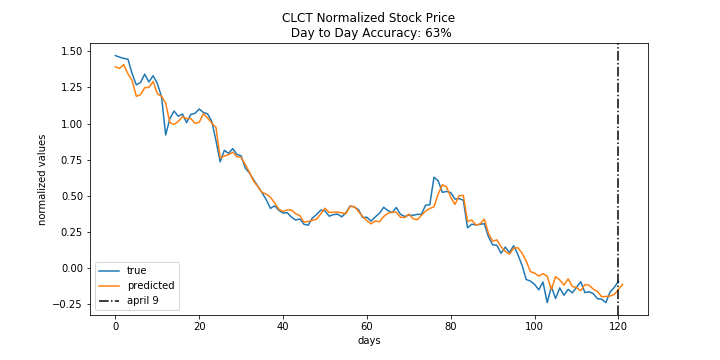 CLCT Normalized Stock Price
Day to Day Accuracy: 63%
1.50
1.25
1.00
0.75
0.50
0.25
0.00
−0.25
normalized values
true
predicted
april 9
0 20 40 60 80 100 120
days